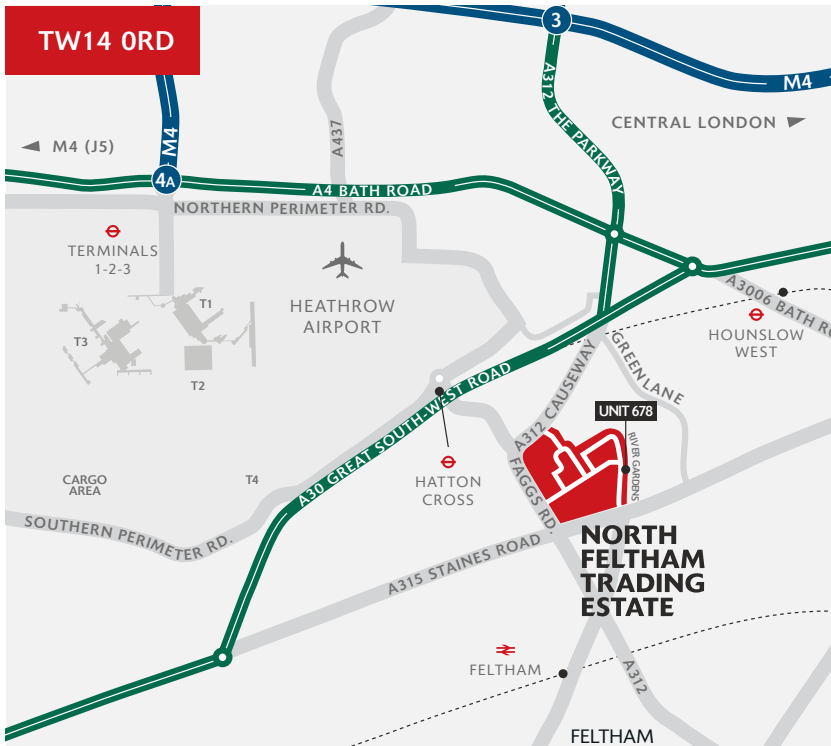 TW14 0RD
3
M4
M4
A312 THE PARKWAY
CENTRAL LONDON
M4 (J5)
A437
4A
A4 BATH ROAD
NORTHERN PERIMETER RD.
TERMINALS
1-2-3
HEATHROW
AIRPORT
T1
T3
T2
A3006 BATH RO
HOUNSLOW
WEST
GREEN LANE
A312 CAUSEWAY
A30 GREAT SOUTH-WEST ROAD
UNIT 678
RIVER GARDENS
HATTON
CROSS
FAGGS RD.
CARGO
AREA
T4
SOUTHERN PERIMETER RD.
A315 STAINES ROAD
NORTH
FELTHAM
TRADING
ESTATE
FELTHAM
A312
FELTHAM